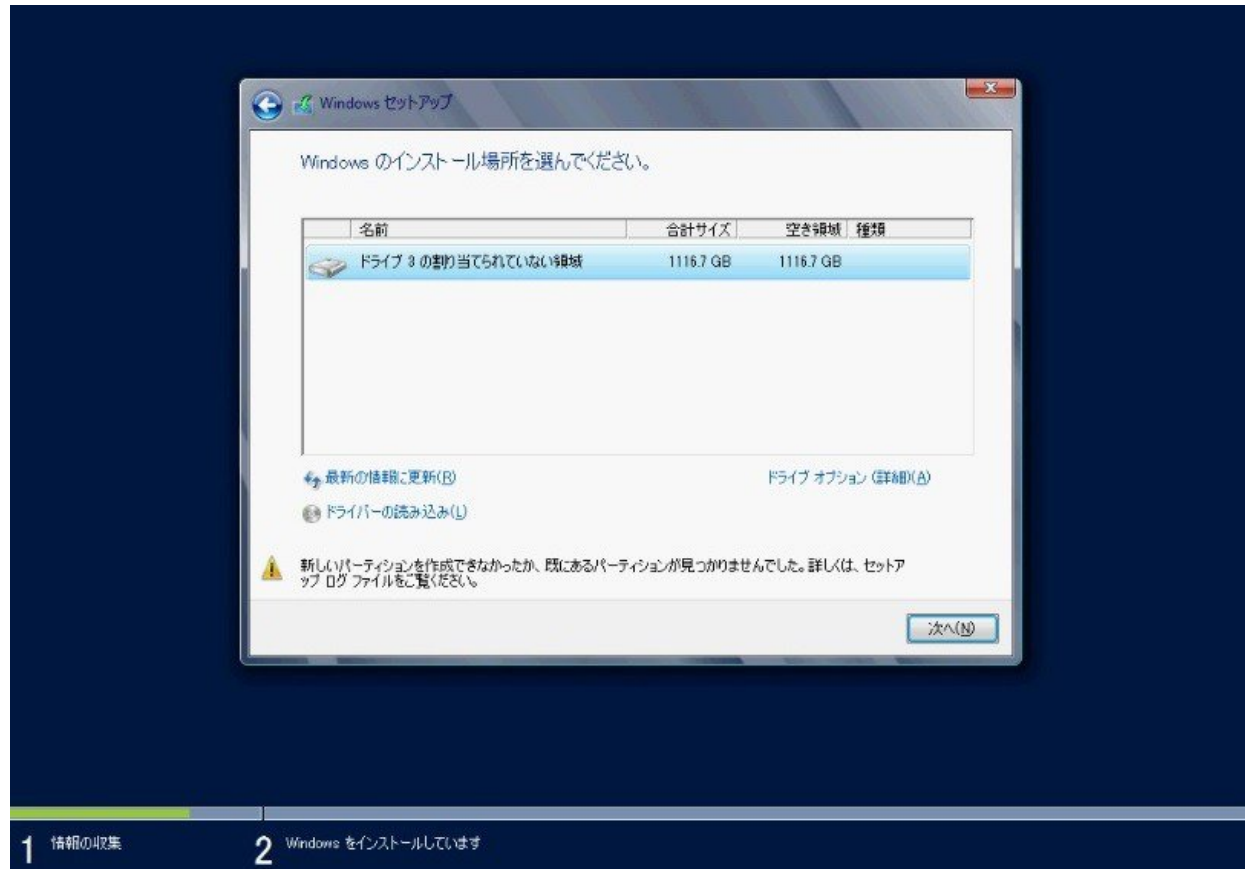 Windows セットアップ
Windows のインストール場所を選んでください。
名前 合計サイズ 空き領域 種類
ドライブ 3 の割り当てられていない領域 1116.7 GB 1116.7 GB
最新の情報に更新(R) ドライブ オプション (詳細)(A)
ドライバーの読み込み(L)
新しいパーティションを作成できなかったか、既にあるパーティションが見つかりませんでした。詳しくは、セットア
ップ ログ ファイルをご覧ください。
次へ(N)
1 情報の収集 2 Windows をインストールしています